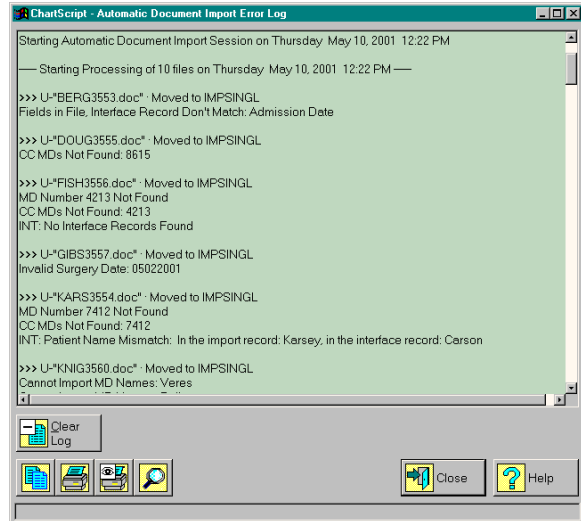 ChartScript - Automatic Document Import Error Log
Starting Automatic Document Import Session on Thursday May 10, 2001 12:22 PM
---- Starting Processing of 10 files on Thursday May 10, 2001 12:22 PM ----
>>> U-"BERG3553.doc" · Moved to IMPSINGL
Fields in File, Interface Record Don't Match: Admission Date
>>> U-"DOUG3555.doc" · Moved to IMPSINGL
CC MDs Not Found: 8615
>>> U-"FISH3556.doc" · Moved to IMPSINGL
MD Number 4213 Not Found
CC MDs Not Found: 4213
INT: No Interface Records Found
>>> U-"GIBS3557.doc" · Moved to IMPSINGL
Invalid Surgery Date: 05022001
>>> U-"KARS3554.doc" · Moved to IMPSINGL
MD Number 7412 Not Found
CC MDs Not Found: 7412
INT: Patient Name Mismatch: In the import record: Karsey, in the interface record: Carson
>>> U-"KNIG3560.doc" · Moved to IMPSINGL
Cannot Import MD Names: Veres
Clear
Log
Close
Help